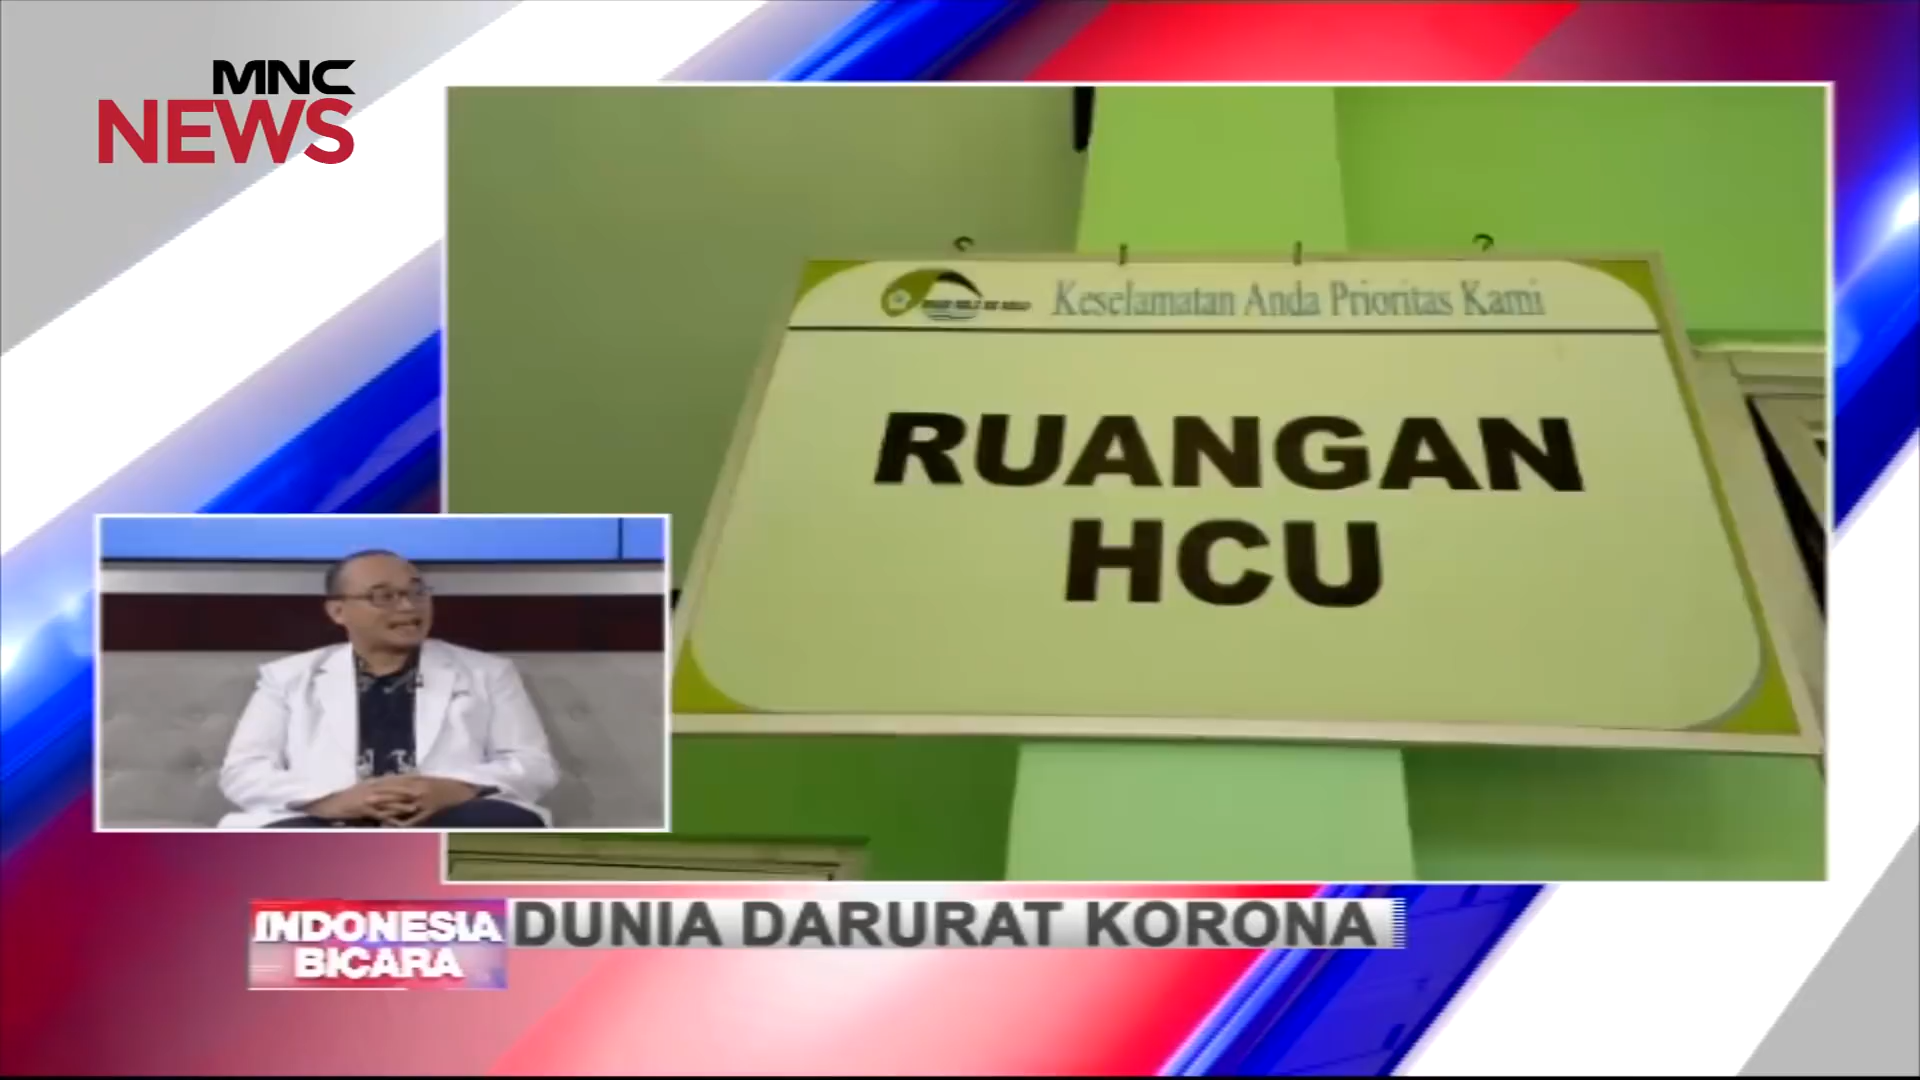 MNC
NEWS
Keselamatan Anda Prioritas Kami
RUANGAN
HCU
INDONESIA
BICARA
DUNIA DARURAT KORONA